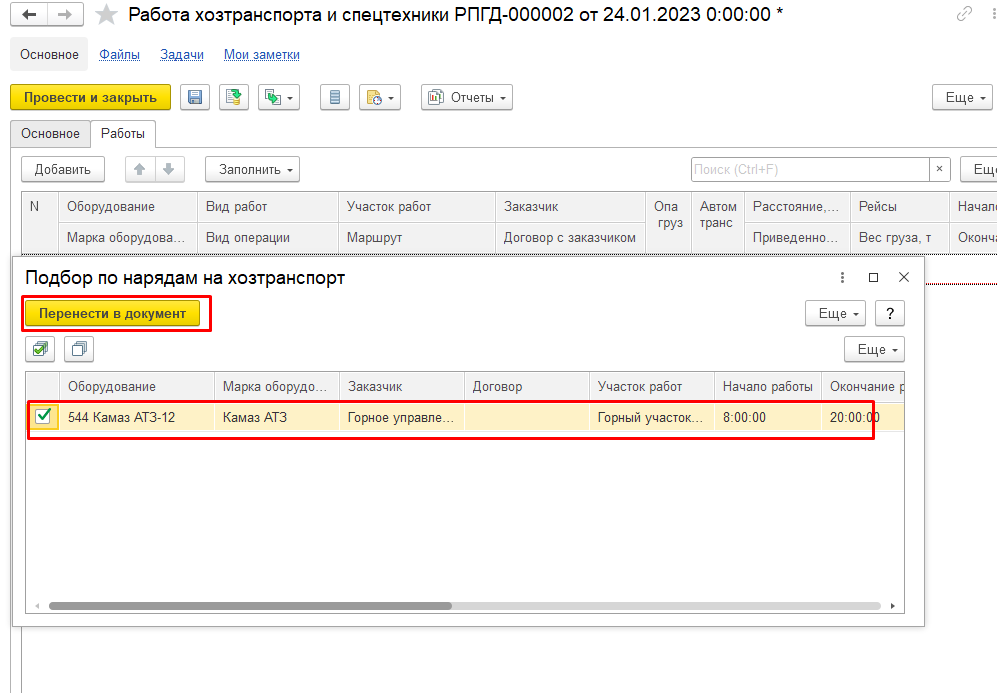 Работа хозтранспорта и спецтехники РПГД-000002 от 24.01.2023 0:00:00 *
Основное Файлы Задачи Мои заметки
Провести и закрыть Отчеты Еще
Основное Работы
Добавить Заполнить Поиск (Ctrl+F) × Ещ
N Оборудование Вид работ Участок работ Заказчик Опа груз Автом транс Расстояние,... Рейсы Начал
Марка оборудова... Вид операции Маршрут Договор с заказчиком Приведенно... Вес груза, т Оконч
Подбор по нарядам на хозтранспорт
Перенести в документ Еще ?
Еще
Оборудование Марка оборудо... Заказчик Договор Участок работ Начало работы Окончание р
544 Камаз АТЗ-12 Камаз АТЗ Горное управле... Горный участок... 8:00:00 20:00:00